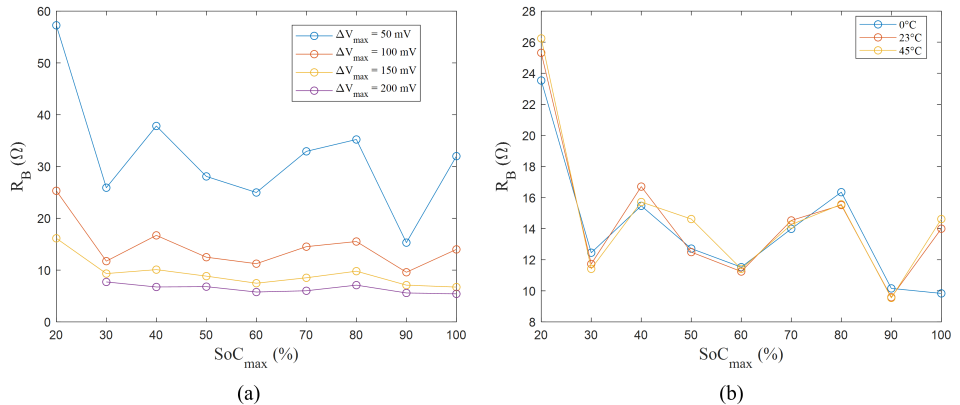 60
50
40
30
20
10
0
R_B (Ω)
20 30 40 50 60 70 80 90 100
SoC_max (%)
ΔV_max = 50 mV
ΔV_max = 100 mV
ΔV_max = 150 mV
ΔV_max = 200 mV
(a)
28
26
24
22
20
18
16
14
12
10
8
R_B (Ω)
20 30 40 50 60 70 80 90 100
SoC_max (%)
0°C
23°C
45°C
(b)